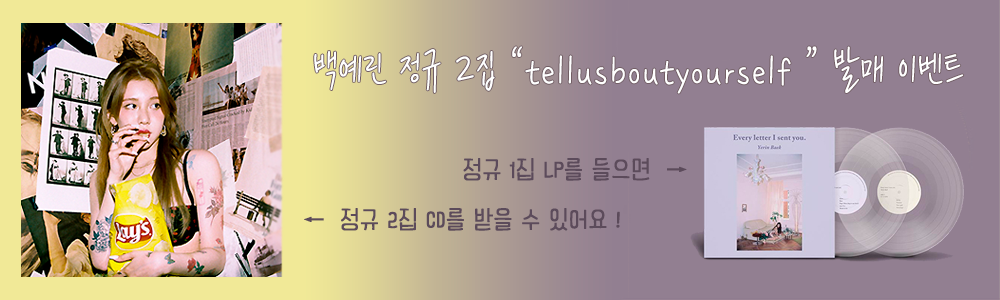 백예린 정규 2집 “tellusboutyourself ” 발매 이벤트
정규 1집 LP를 들으면 →
← 정규 2집 CD를 받을 수 있어요 !
Lay's
Every letter I sent you.
Yerin Baek